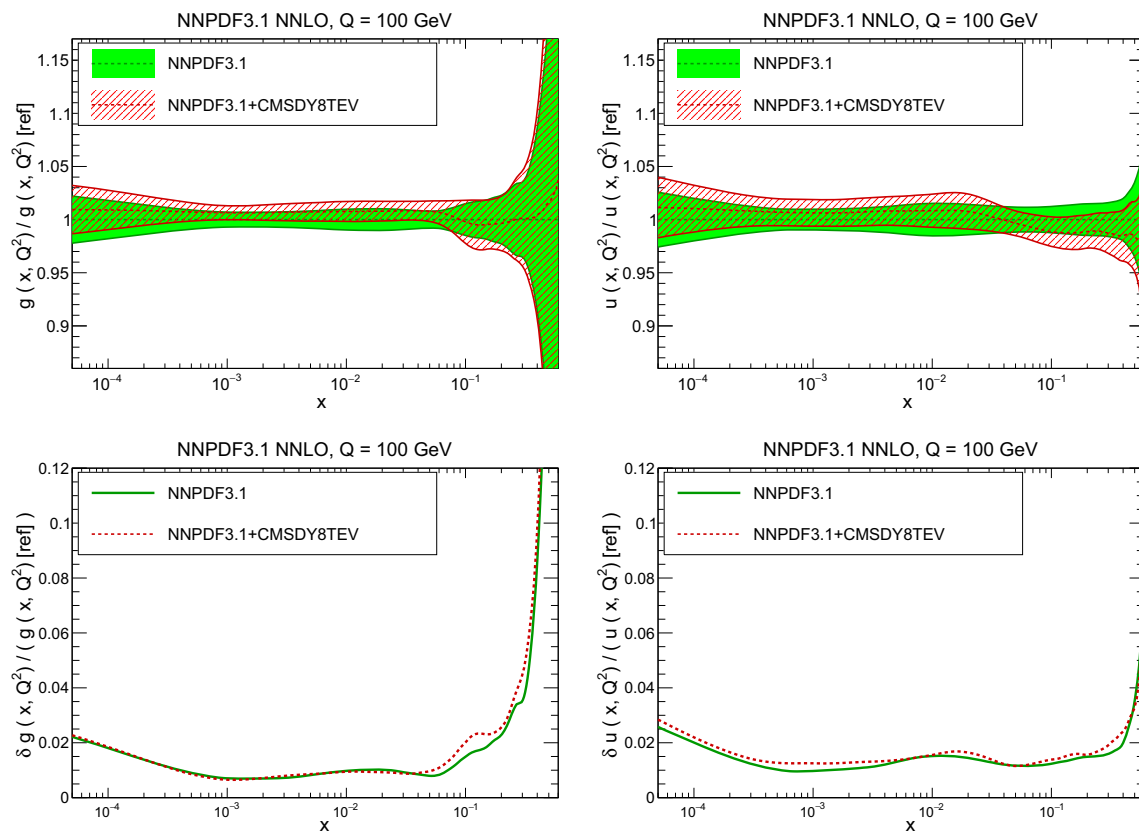 NNPDF3.1 NNLO, Q = 100 GeV
NNPDF3.1
NNPDF3.1+CMSDY8TEV
g ( x, Q²) / g ( x, Q²) [ref]
1.15
1.1
1.05
1
0.95
0.9
10⁻⁴
10⁻³
10⁻²
10⁻¹
x
NNPDF3.1 NNLO, Q = 100 GeV
NNPDF3.1
NNPDF3.1+CMSDY8TEV
u ( x, Q²) / u ( x, Q²) [ref]
1.15
1.1
1.05
1
0.95
0.9
10⁻⁴
10⁻³
10⁻²
10⁻¹
x
NNPDF3.1 NNLO, Q = 100 GeV
NNPDF3.1
NNPDF3.1+CMSDY8TEV
δ g ( x, Q²) / ( g ( x, Q²) [ref] )
0.12
0.1
0.08
0.06
0.04
0.02
0
10⁻⁴
10⁻³
10⁻²
10⁻¹
x
NNPDF3.1 NNLO, Q = 100 GeV
NNPDF3.1
NNPDF3.1+CMSDY8TEV
δ u ( x, Q²) / ( u ( x, Q²) [ref] )
0.12
0.1
0.08
0.06
0.04
0.02
0
10⁻⁴
10⁻³
10⁻²
10⁻¹
x